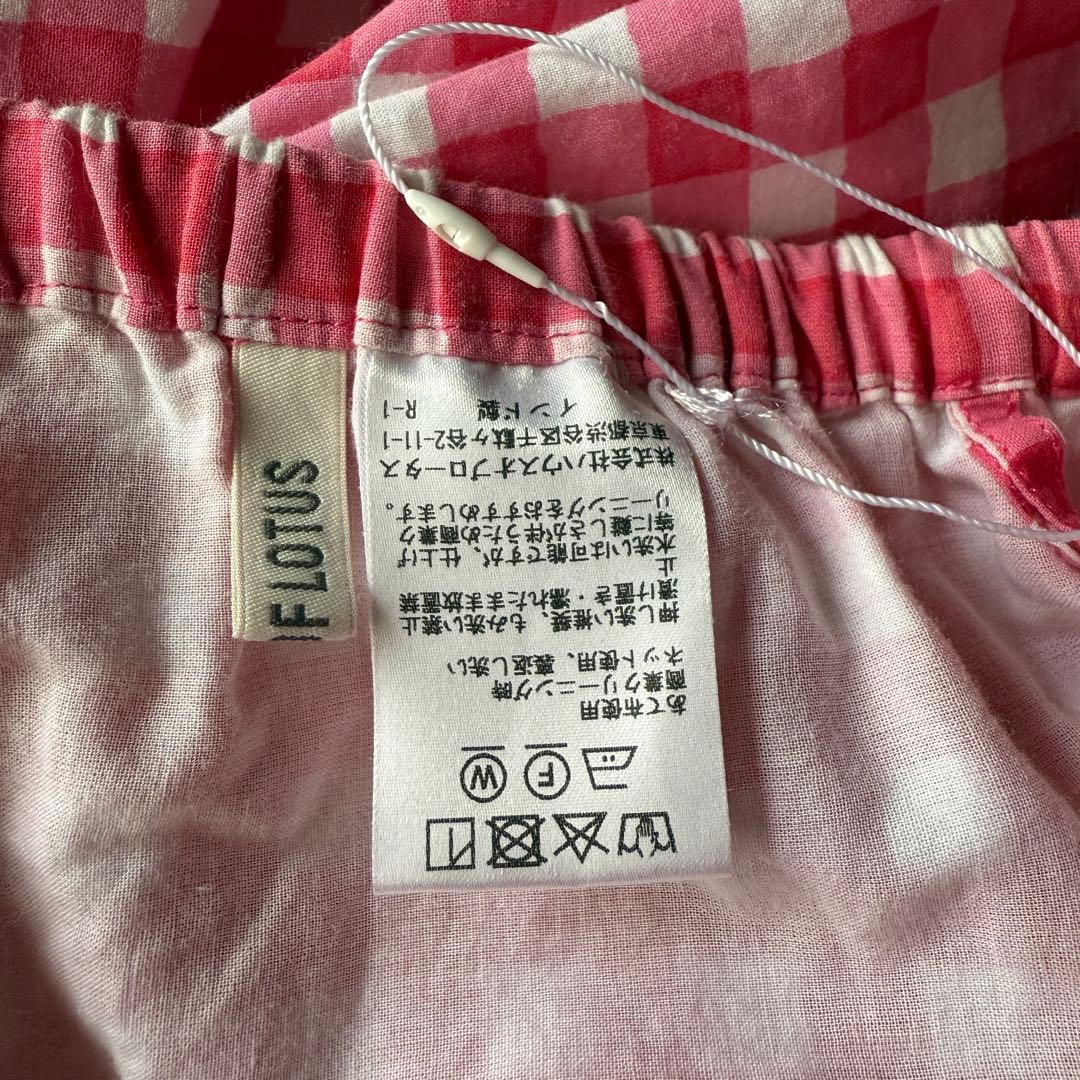 OF LOTUS
あて布使用
商業クリーニング時
ネット使用、裏返し洗い
押し洗い推奨、もみ洗い禁止
漬け置き・濡れたまま放置禁
止
水洗いは可能ですが、仕上げ
等に難しさが伴うため商業ク
リーニングをおすすめします。
株式会社ハウスオブロータス
東京都渋谷区千駄ヶ谷2-11-1
インド製 R-1
F
W